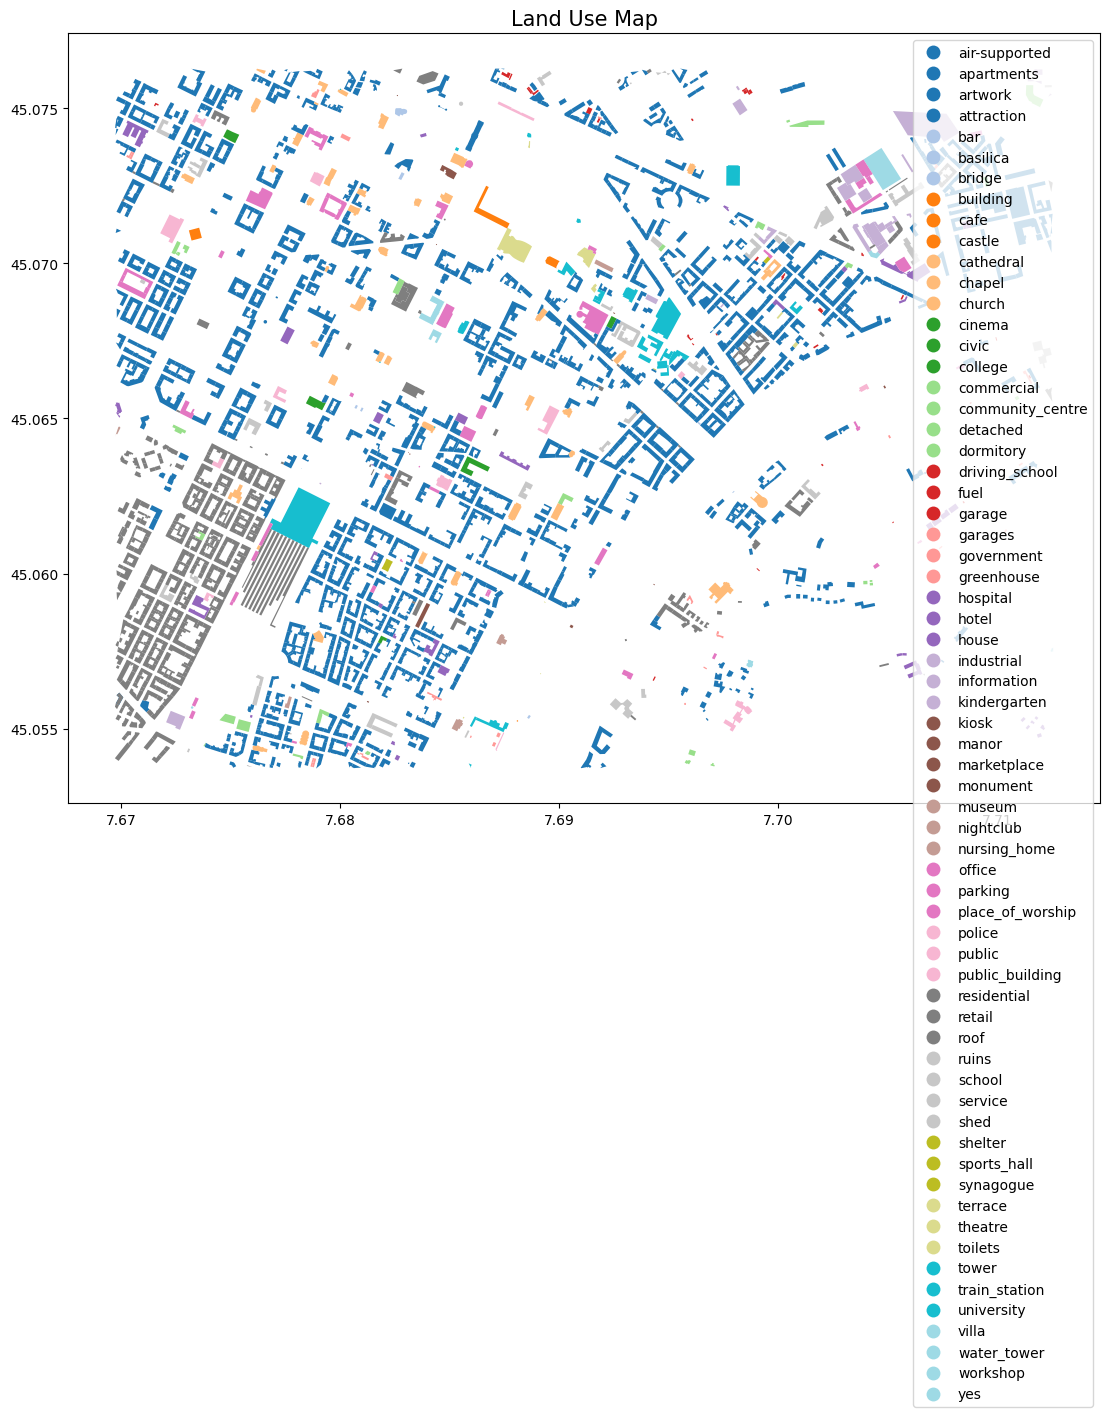 Land Use Map
45.075
45.070
45.065
45.060
45.055
7.67
7.68
7.69
7.70
7.71
air-supported
apartments
artwork
attraction
bar
basilica
bridge
building
cafe
castle
cathedral
chapel
church
cinema
civic
college
commercial
community_centre
detached
dormitory
driving_school
fuel
garage
garages
government
greenhouse
hospital
hotel
house
industrial
information
kindergarten
kiosk
manor
marketplace
monument
museum
nightclub
nursing_home
office
parking
place_of_worship
police
public
public_building
residential
retail
roof
ruins
school
service
shed
shelter
sports_hall
synagogue
terrace
theatre
toilets
tower
train_station
university
villa
water_tower
workshop
yes